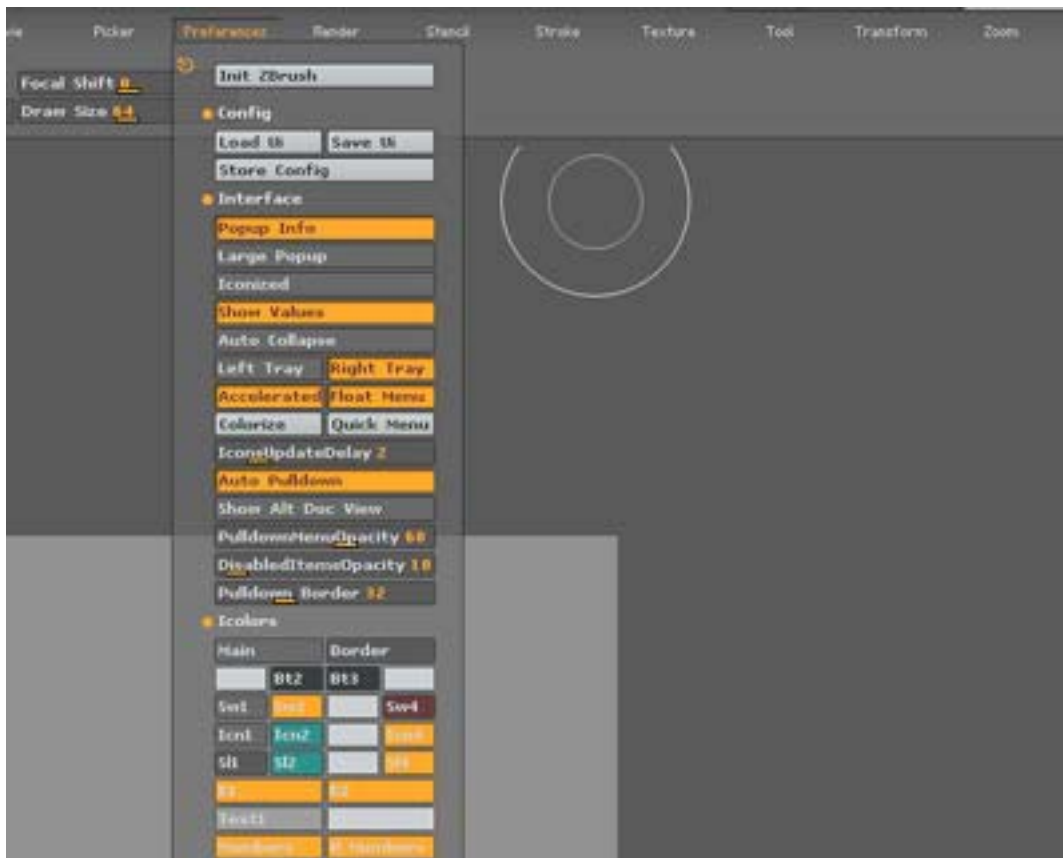 Picker Preferences Render Stencil Stroke Texture Tool Transform Zoom
Focal Shift 0
Draw Size 64
Init ZBrush
Config
Load Ui Save Ui
Store Config
Interface
Popup Info
Large Popup
Iconized
Show Values
Auto Collapse
Left Tray Right Tray
Accelerated Float Menu
Colorize Quick Menu
IconsUpdateDelay 2
Auto Pulldown
Show Alt Doc View
PulldownMenuOpacity 60
DisabledItemsOpacity 10
Pulldown Border 32
Icolors
Main Border
Bt2 Bt3
Sw1 Sw4
Icn1 Icn2 Icn4
Sl1 Sl2
Text1
Numbers